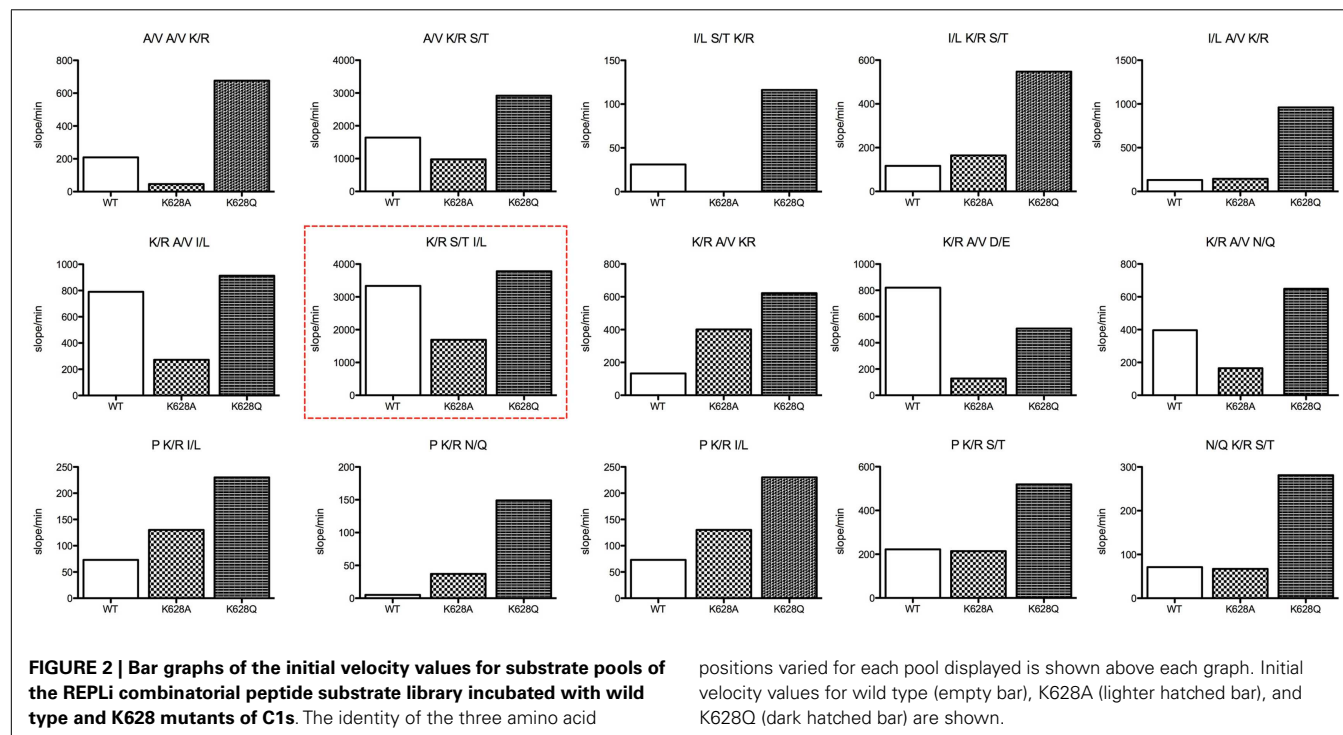 A/V A/V K/R
A/V K/R S/T
I/L S/T K/R
I/L K/R S/T
I/L A/V K/R
slope/min
800
600
400
200
0
WT K628A K628Q
slope/min
4000
3000
2000
1000
0
WT K628A K628Q
slope/min
150
100
50
0
WT K628A K628Q
slope/min
600
400
200
0
WT K628A K628Q
slope/min
1500
1000
500
0
WT K628A K628Q
K/R A/V I/L
K/R S/T I/L
K/R A/V KR
K/R A/V D/E
K/R A/V N/Q
slope/min
1000
800
600
400
200
0
WT K628A K628Q
slope/min
4000
3000
2000
1000
0
WT K628A K628Q
slope/min
800
600
400
200
0
WT K628A K628Q
slope/min
1000
800
600
400
200
0
WT K628A K628Q
slope/min
800
600
400
200
0
WT K628A K628Q
P K/R I/L
P K/R N/Q
P K/R I/L
P K/R S/T
N/Q K/R S/T
slope/min
250
200
150
100
50
0
WT K628A K628Q
slope/min
200
150
100
50
0
WT K628A K628Q
slope/min
250
200
150
100
50
0
WT K628A K628Q
slope/min
600
400
200
0
WT K628A K628Q
slope/min
300
200
100
0
WT K628A K628Q
FIGURE 2 | Bar graphs of the initial velocity values for substrate pools of
the REPLi combinatorial peptide substrate library incubated with wild
type and K628 mutants of C1s. The identity of the three amino acid
positions varied for each pool displayed is shown above each graph. Initial
velocity values for wild type (empty bar), K628A (lighter hatched bar), and
K628Q (dark hatched bar) are shown.